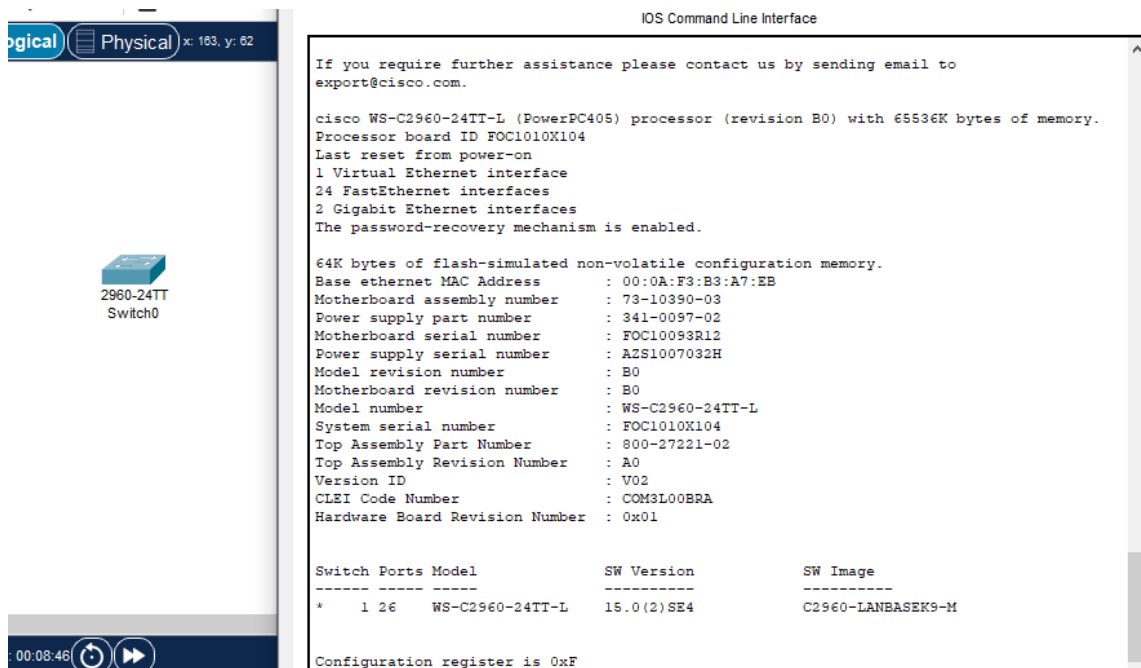 IOS Command Line Interface
ogical
Physical
x: 163, y: 62
If you require further assistance please contact us by sending email to
export@cisco.com.
cisco WS-C2960-24TT-L (PowerPC405) processor (revision B0) with 65536K bytes of memory.
Processor board ID FOC1010X104
Last reset from power-on
1 Virtual Ethernet interface
24 FastEthernet interfaces
2 Gigabit Ethernet interfaces
The password-recovery mechanism is enabled.
64K bytes of flash-simulated non-volatile configuration memory.
Base ethernet MAC Address : 00:0A:F3:B3:A7:EB
Motherboard assembly number : 73-10390-03
Power supply part number : 341-0097-02
Motherboard serial number : FOC10093R12
Power supply serial number : AZS1007032H
Model revision number : B0
Motherboard revision number : B0
Model number : WS-C2960-24TT-L
System serial number : FOC1010X104
Top Assembly Part Number : 800-27221-02
Top Assembly Revision Number : A0
Version ID : V02
CLEI Code Number : COM3L00BRA
Hardware Board Revision Number : 0x01
Switch Ports Model SW Version SW Image
------ ----- ----- ---------- ----------
* 1 26 WS-C2960-24TT-L 15.0(2)SE4 C2960-LANBASEK9-M
Configuration register is 0xF
2960-24TT
Switch0
: 00:08:46